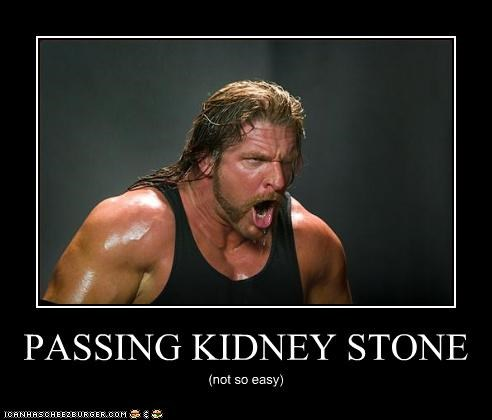 PASSING KIDNEY STONE
(not so easy)
ICANHASCHEEZBURGER.COM